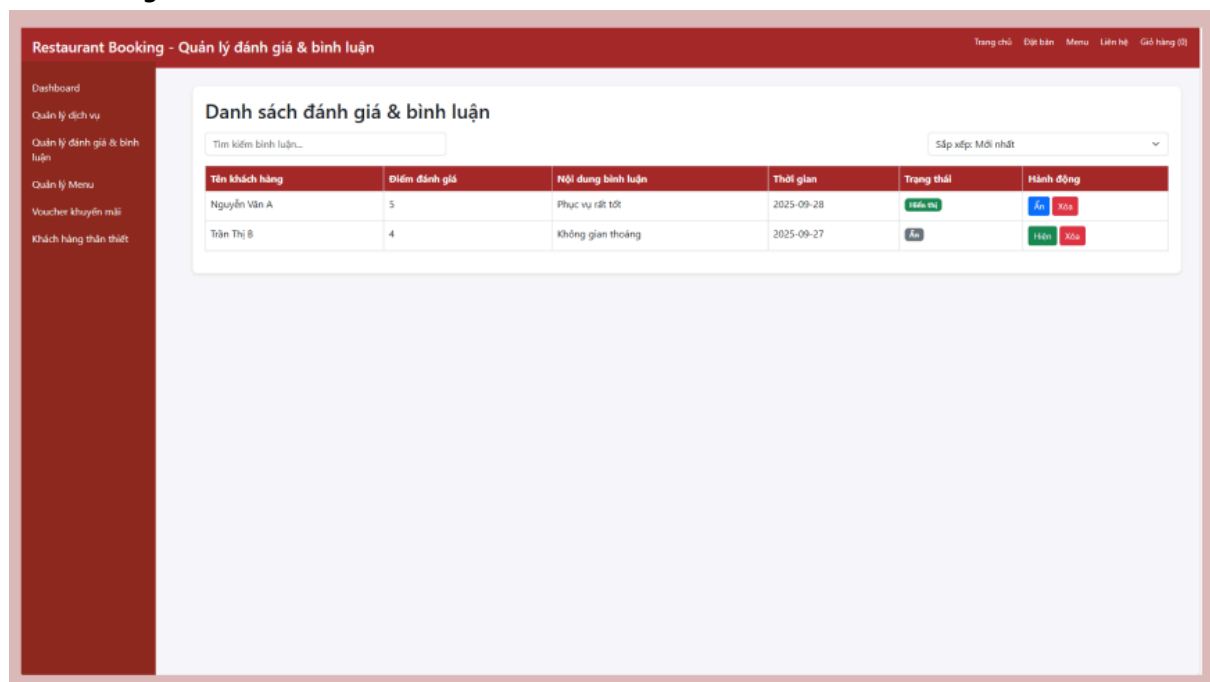 Restaurant Booking - Quản lý đánh giá & bình luận
Trang chủ Đặt bàn Menu Liên hệ Giỏ hàng (0)
Dashboard
Quản lý dịch vụ
Quản lý đánh giá & bình
luận
Quản lý Menu
Voucher khuyến mãi
Khách hàng thân thiết
Danh sách đánh giá & bình luận
Tìm kiếm bình luận...
Sắp xếp: Mới nhất
Tên khách hàng Điểm đánh giá Nội dung bình luận Thời gian Trạng thái Hành động
Nguyễn Văn A 5 Phục vụ rất tốt 2025-09-28 Hiển thị Ẩn Xóa
Trần Thị B 4 Không gian thoáng 2025-09-27 Ẩn Hiện Xóa